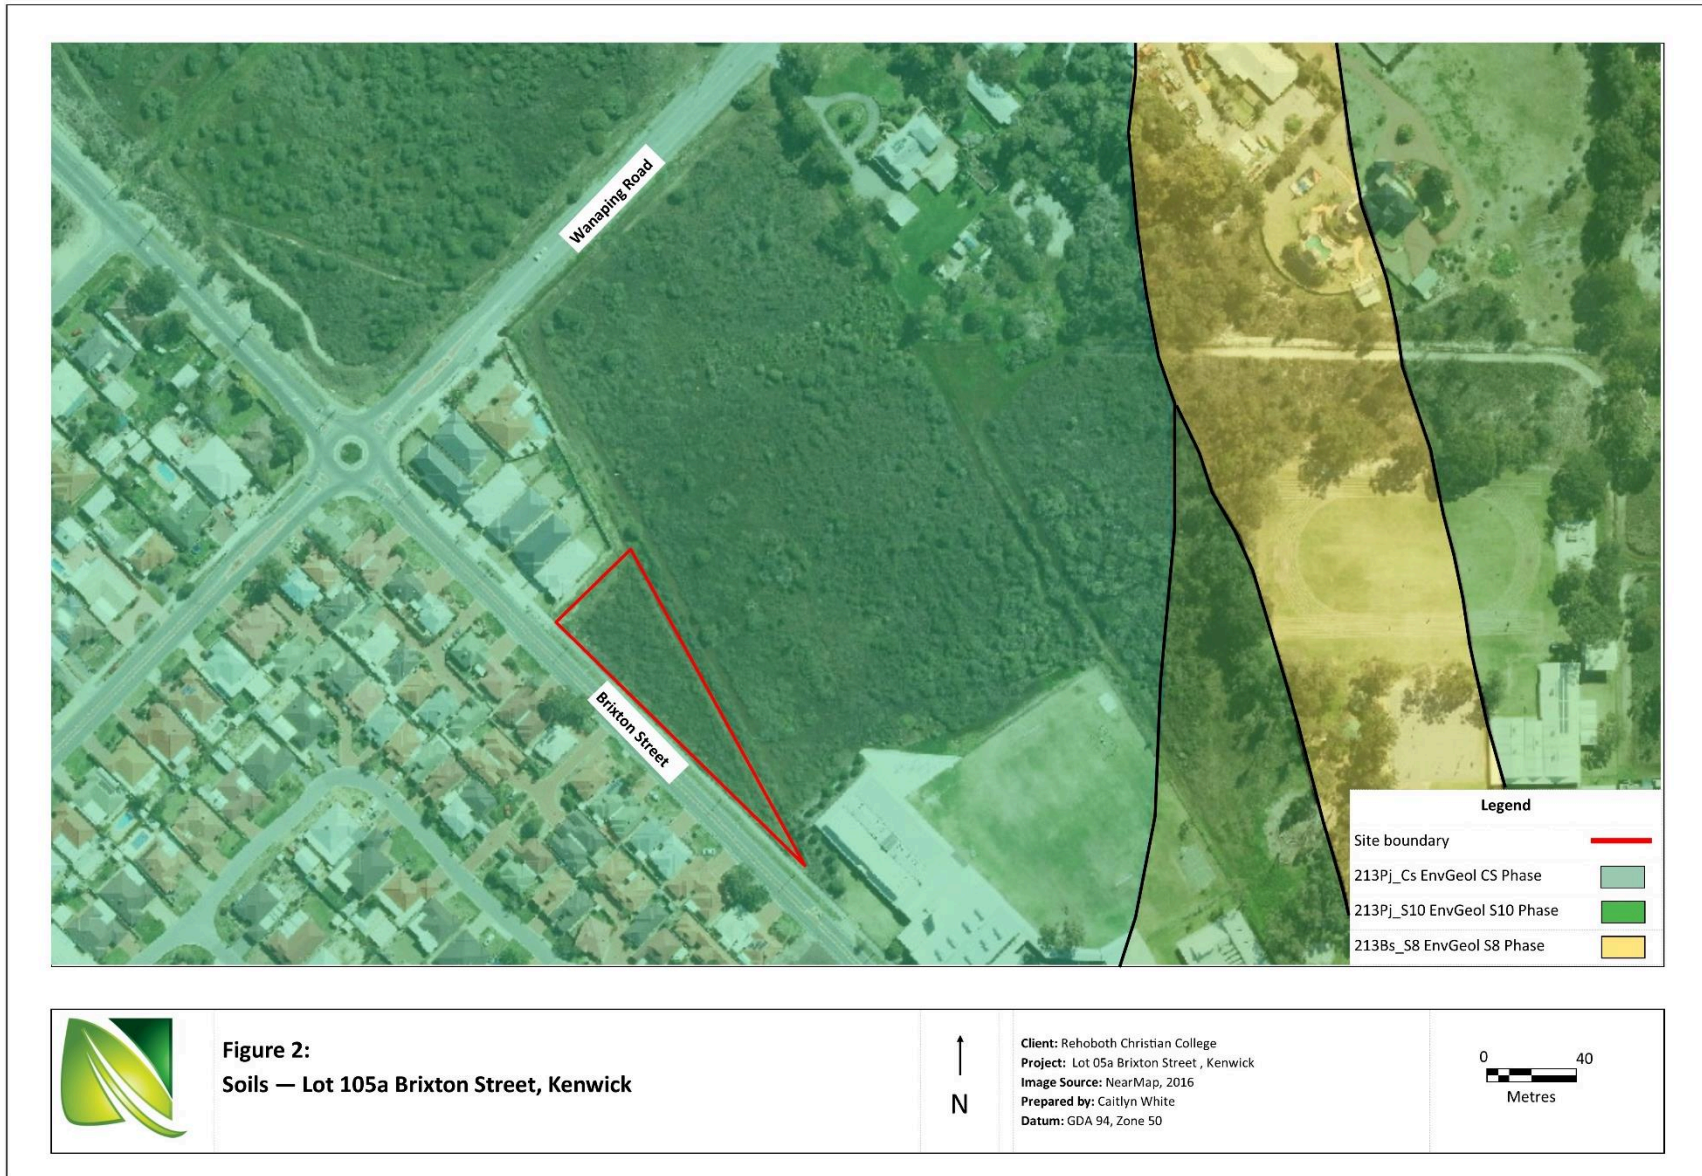 Wanaping Road
Brixton Street
Legend
Site boundary
213Pj_Cs EnvGeol CS Phase
213Pj_S10 EnvGeol S10 Phase
213Bs_S8 EnvGeol S8 Phase
Figure 2:
Soils — Lot 105a Brixton Street, Kenwick
N
Client: Rehoboth Christian College
Project: Lot 05a Brixton Street , Kenwick
Image Source: NearMap, 2016
Prepared by: Caitlyn White
Datum: GDA 94, Zone 50
0 40
Metres